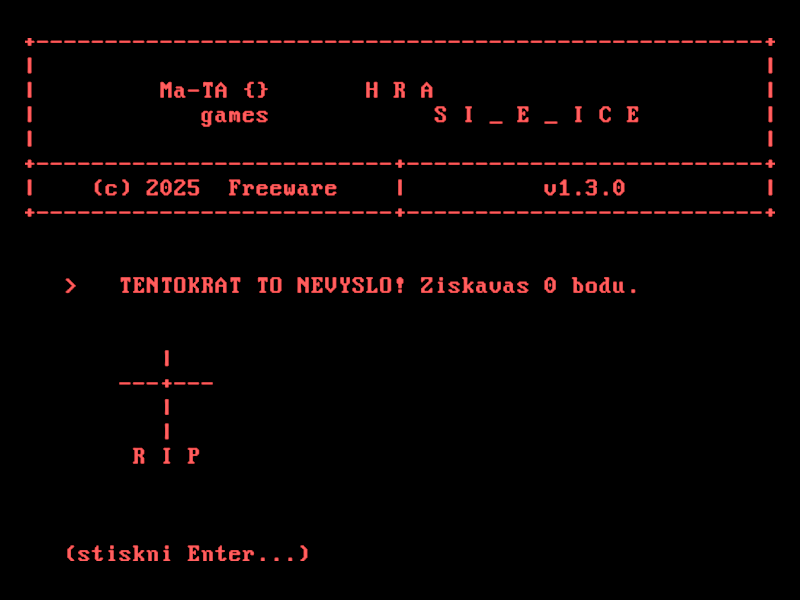 Ma-TA {} H R A
games S I _ E _ I C E
(c) 2025 Freeware | v1.3.0
> TENTOKRAT TO NEVYSLO! Ziskavas 0 bodu.
R I P
(stiskni Enter...)